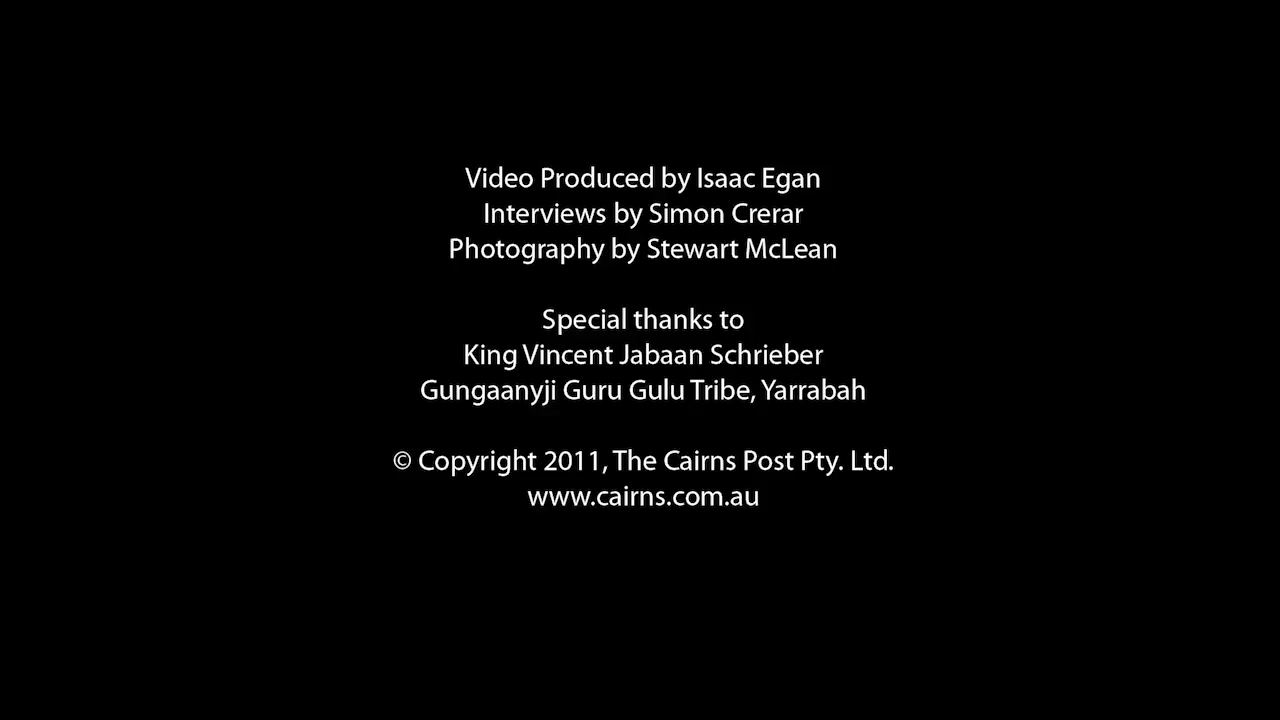 Video Produced by Isaac Egan
Interviews by Simon Crerar
Photography by Stewart McLean
Special thanks to
King Vincent Jabaan Schrieber
Gungaanyji Guru Gulu Tribe, Yarrabah
© Copyright 2011, The Cairns Post Pty. Ltd.
www.cairns.com.au